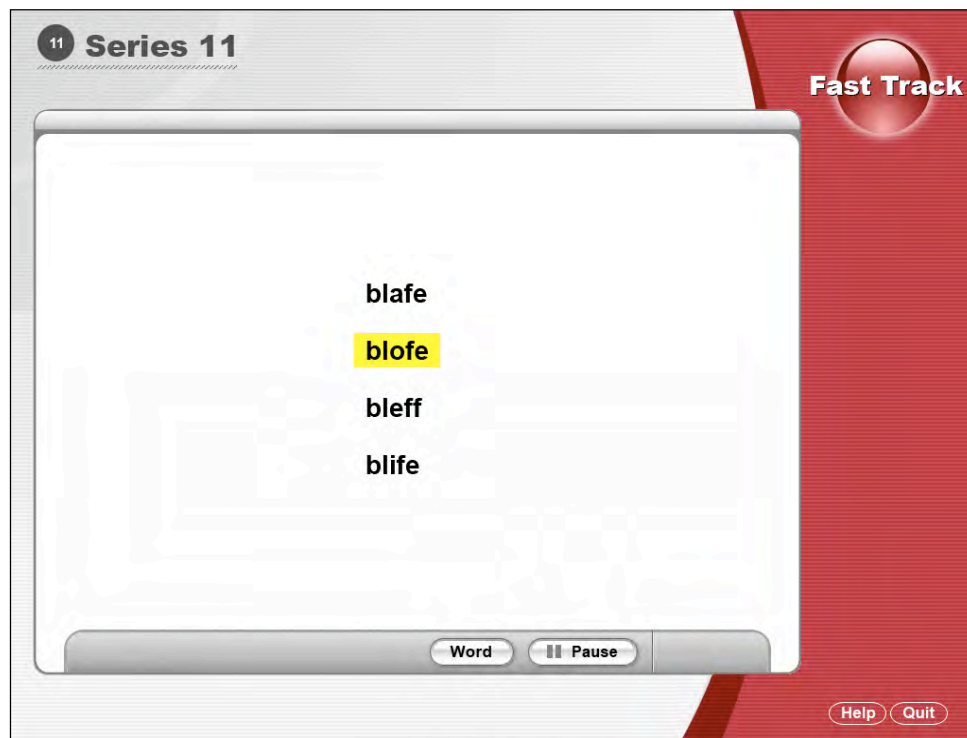 11 Series 11
Fast Track
blafe
blofe
bleff
blife
Word Pause
Help Quit